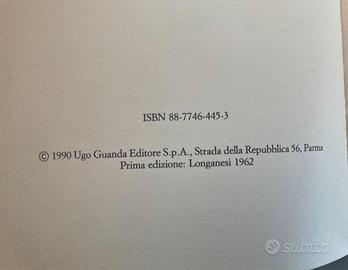 ISBN 88-7746-445-3
© 1990 Ugo Guanda Editore S.p.A., Strada della Repubblica 56, Parma
Prima edizione: Longanesi 1962
subito